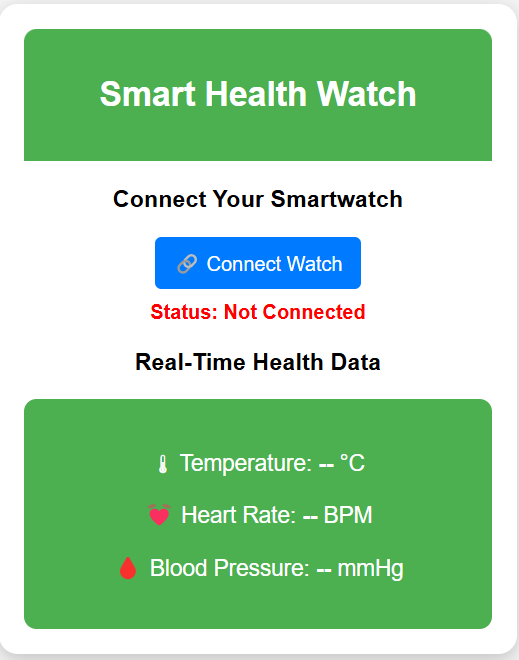 Smart Health Watch
Connect Your Smartwatch
🔗 Connect Watch
Status: Not Connected
Real-Time Health Data
🌡 Temperature: -- °C
💓 Heart Rate: -- BPM
🩸 Blood Pressure: -- mmHg